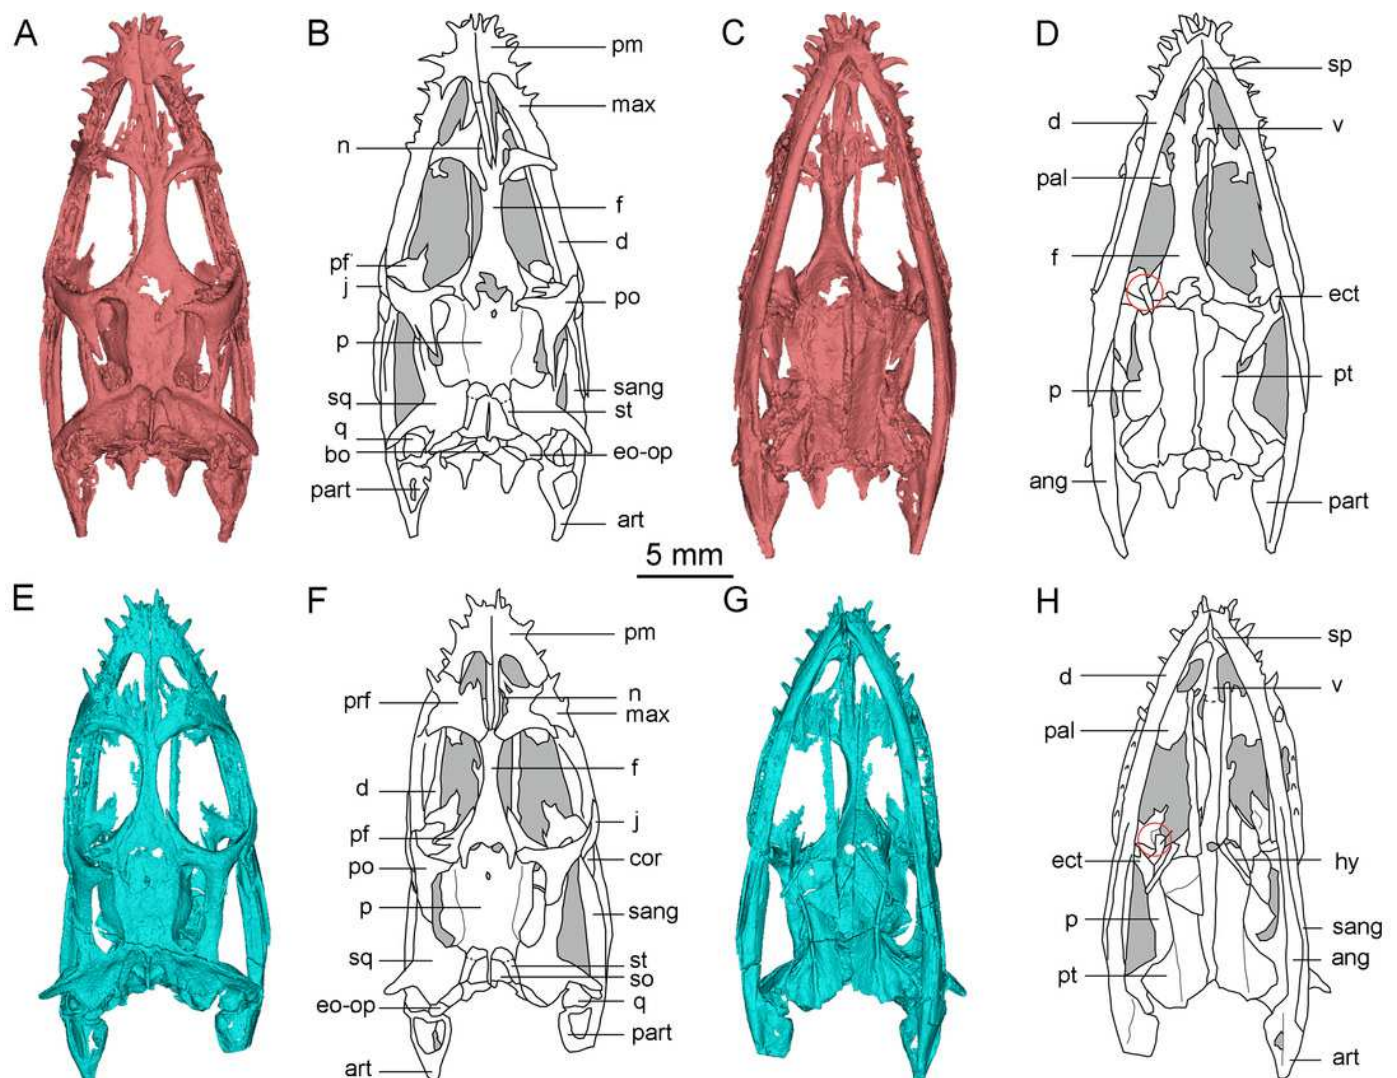 A
B
pm
max
n
f
d
pf
j
po
p
sang
sq
st
q
bo
eo-op
part
art
C
D
sp
d
v
pal
f
ect
p
pt
ang
part
5 mm
E
F
pm
prf
n
max
f
d
j
pf
cor
po
p
sang
sq
st
so
eo-op
q
part
art
G
H
sp
d
v
pal
ect
hy
p
sang
ang
pt
art